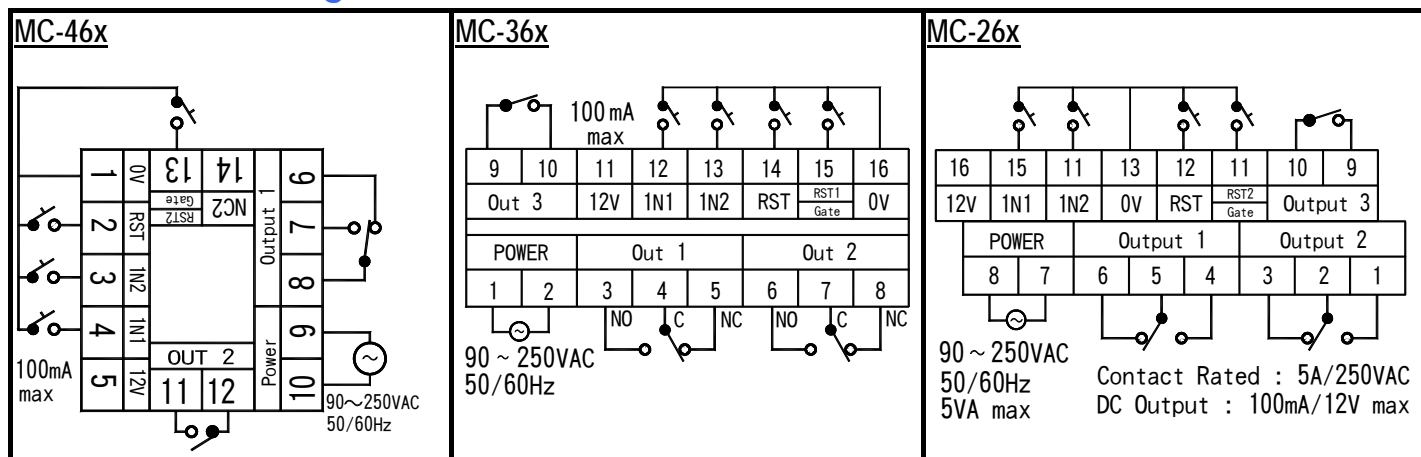 MC-46x
1 0V
2 RST
3 1N2
4 1N1
5 12V
13 14
RST2
Gate
NC2
Output 1
6
7
8
Power
9
10
OUT 2
11 12
100mA
max
90～250VAC
50/60Hz
MC-36x
100mA
max
9 10 11 12 13 14 15 16
Out 3 12V 1N1 1N2 RST RST1 0V
Gate
POWER Out 1 Out 2
1 2 3 4 5 6 7 8
NO C NC NO C NC
90～250VAC
50/60Hz
MC-26x
16 15 11 13 12 11 10 9
12V 1N1 1N2 0V RST RST2 Output 3
Gate
POWER Output 1 Output 2
8 7 6 5 4 3 2 1
90～250VAC
50/60Hz
5VA max
Contact Rated : 5A/250VAC
DC Output : 100mA/12V max